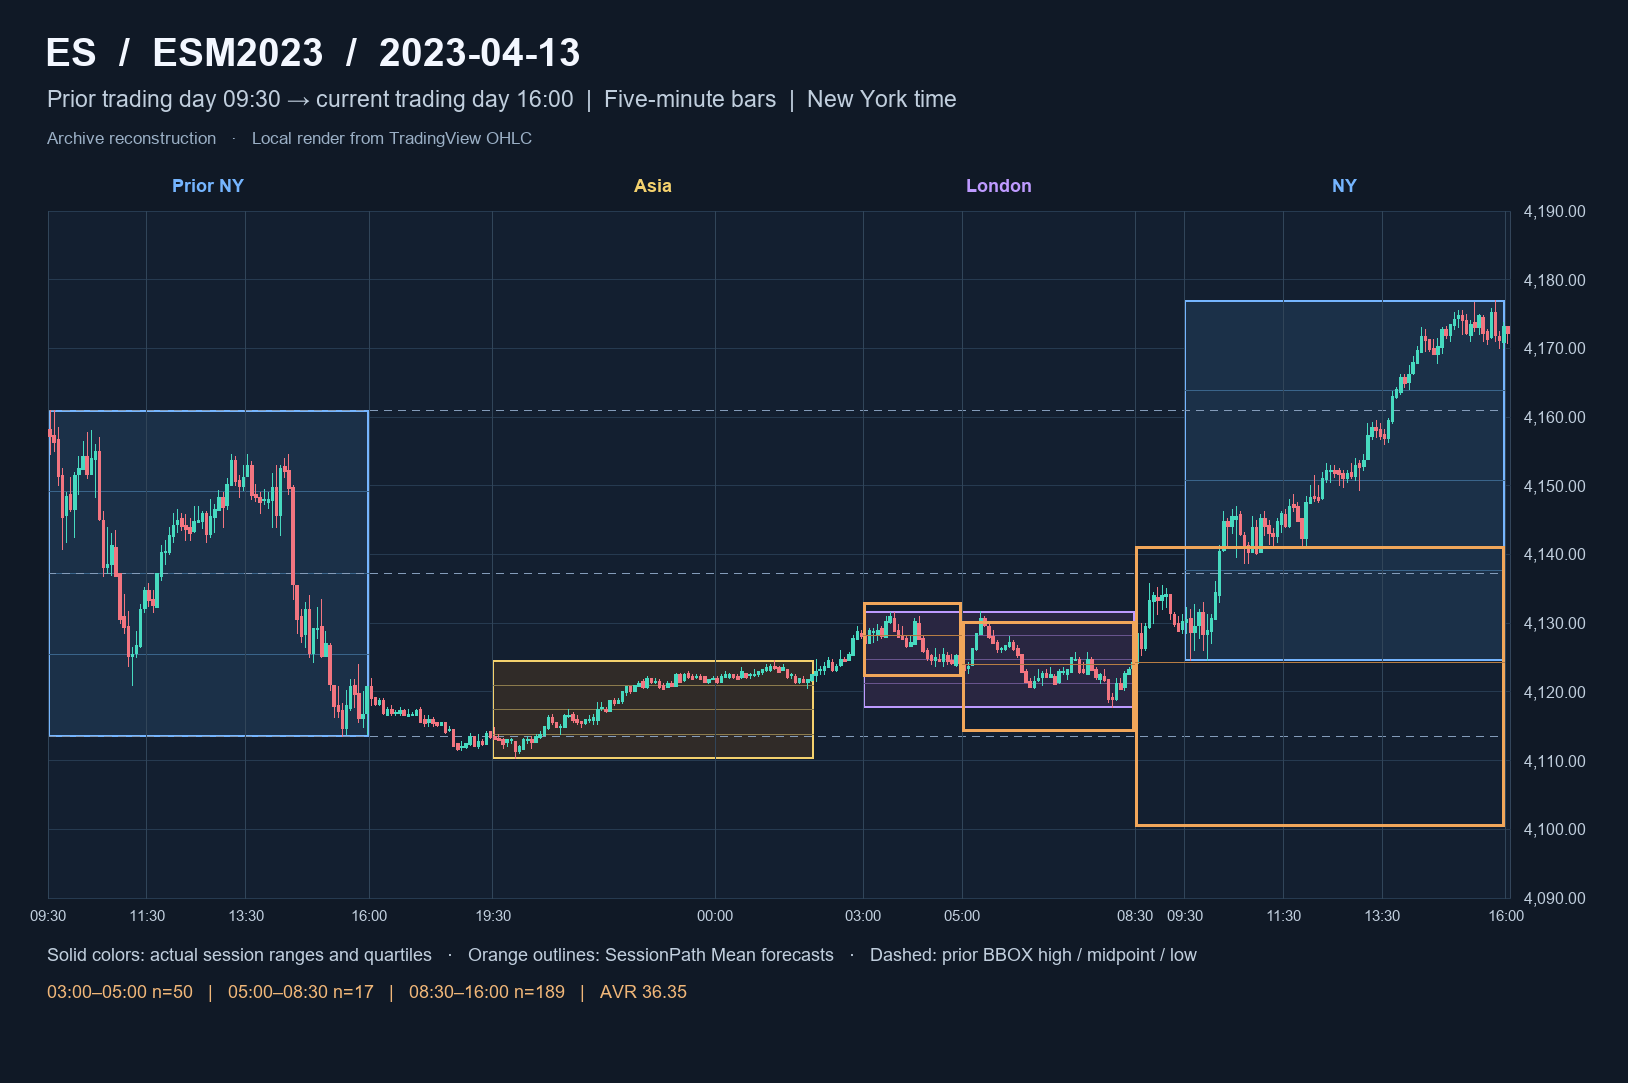 ES / ESM2023 / 2023-04-13
Prior trading day 09:30 → current trading day 16:00 | Five-minute bars | New York time
Archive reconstruction · Local render from TradingView OHLC
Prior NY Asia London NY
4,190.00
4,180.00
4,170.00
4,160.00
4,150.00
4,140.00
4,130.00
4,120.00
4,110.00
4,100.00
4,090.00
09:30 11:30 13:30 16:00 19:30 00:00 03:00 05:00 08:30 09:30 11:30 13:30 16:00
Solid colors: actual session ranges and quartiles · Orange outlines: SessionPath Mean forecasts · Dashed: prior BBOX high / midpoint / low
03:00–05:00 n=50 | 05:00–08:30 n=17 | 08:30–16:00 n=189 | AVR 36.35